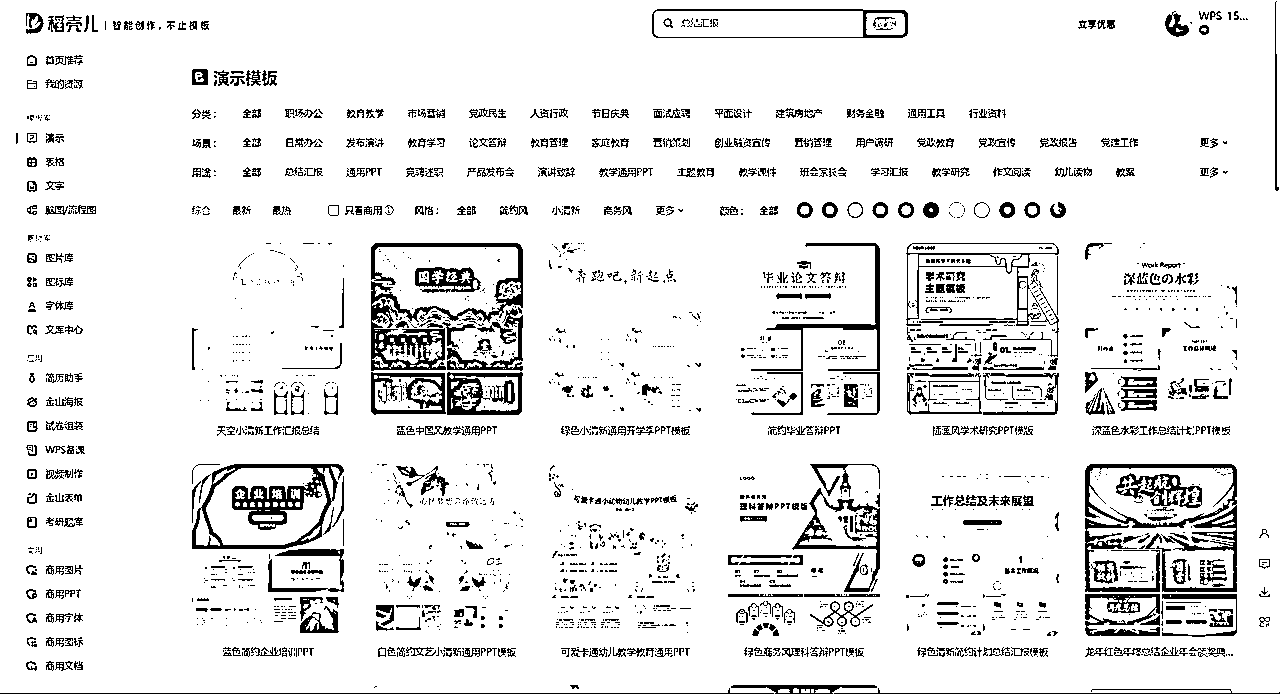 稻壳儿 智能创作，不止模板
总结汇报
立享优惠
WPS 15...
首页推荐
我的资源
演示
表格
文字
脑图/流程图
图片库
图标库
字体库
文库中心
应用
简历助手
金山海报
试卷组装
WPS备课
视频制作
金山表单
考研题库
商用图片
商用PPT
商用字体
商用图标
商用文档
演示模板
分类： 全部 职场办公 教育教学 市场营销 党政民生 人资行政 节日庆典 面试应聘 平面设计 建筑房地产 财务金融 通用工具 行业资料
场景： 全部 日常办公 发布演讲 教育学习 论文答辩 教育管理 家庭教育 营销策划 创业融资宣传 营销管理 用户调研 党政教育 党政宣传 党政报告 党建工作 更多
用途： 全部 总结汇报 通用PPT 竞聘述职 产品发布会 演讲致辞 教学通用PPT 主题教育 教学课件 班会家长会 学习汇报 教学研究 作文阅读 幼儿读物 教案 更多
综合 最新 最热 只看商用 风格： 全部 简约风 小清新 商务风 更多 颜色： 全部
国学经典
奔跑吧,新起点
毕业论文答辩
学术研究
主题模板
Work Report
深蓝色の水彩
天空小清新工作汇报总结
蓝色中国风教学通用PPT
绿色小清新通用开学季PPT模板
简约毕业答辩PPT
插画风学术研究PPT模版
深蓝色水彩工作总结计划PPT模板
企业培训
可爱卡通小动物幼儿教学PPT模板
LOGO
理科答辩PPT模版
工作总结及未来展望
蓝色简约企业培训PPT
白色简约文艺小清新通用PPT模板
可爱卡通幼儿教学教育通用PPT
绿色商务风理科答辩PPT模板
绿色清新简约计划总结汇报模板
龙年红色年终总结企业年会颁奖典...